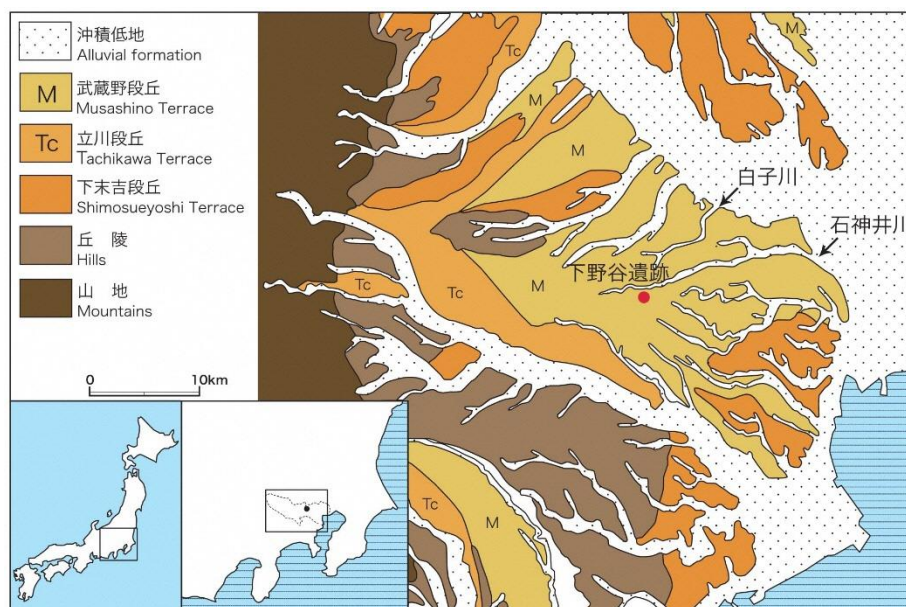 沖積低地
Alluvial formation
M
武蔵野段丘
Musashino Terrace
Tc
立川段丘
Tachikawa Terrace
下末吉段丘
Shimosueyoshi Terrace
丘 陵
Hills
山 地
Mountains
0 10km
Tc
M
M
M
白子川
石神井川
下野谷遺跡
M
Tc
Tc
Tc
M